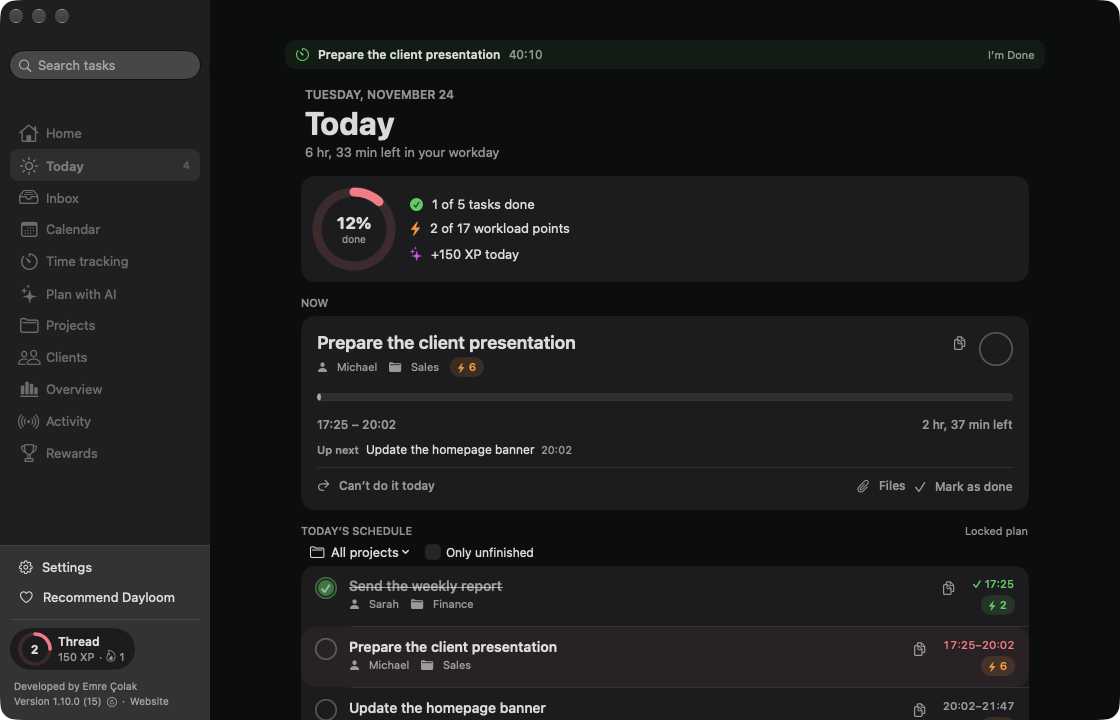 Search tasks
Home
Today 4
Inbox
Calendar
Time tracking
Plan with AI
Projects
Clients
Overview
Activity
Rewards
Settings
Recommend Dayloom
2 Thread
150 XP · 1
Developed by Emre Çolak
Version 1.10.0 (15) · Website
Prepare the client presentation 40:10 I'm Done
TUESDAY, NOVEMBER 24
Today
6 hr, 33 min left in your workday
12%
done
1 of 5 tasks done
2 of 17 workload points
+150 XP today
NOW
Prepare the client presentation
Michael Sales 6
17:25 – 20:02 2 hr, 37 min left
Up next Update the homepage banner 20:02
Can't do it today Files Mark as done
TODAY'S SCHEDULE Locked plan
All projects Only unfinished
Send the weekly report 17:25
Sarah Finance 2
Prepare the client presentation 17:25–20:02
Michael Sales 6
Update the homepage banner 20:02–21:47